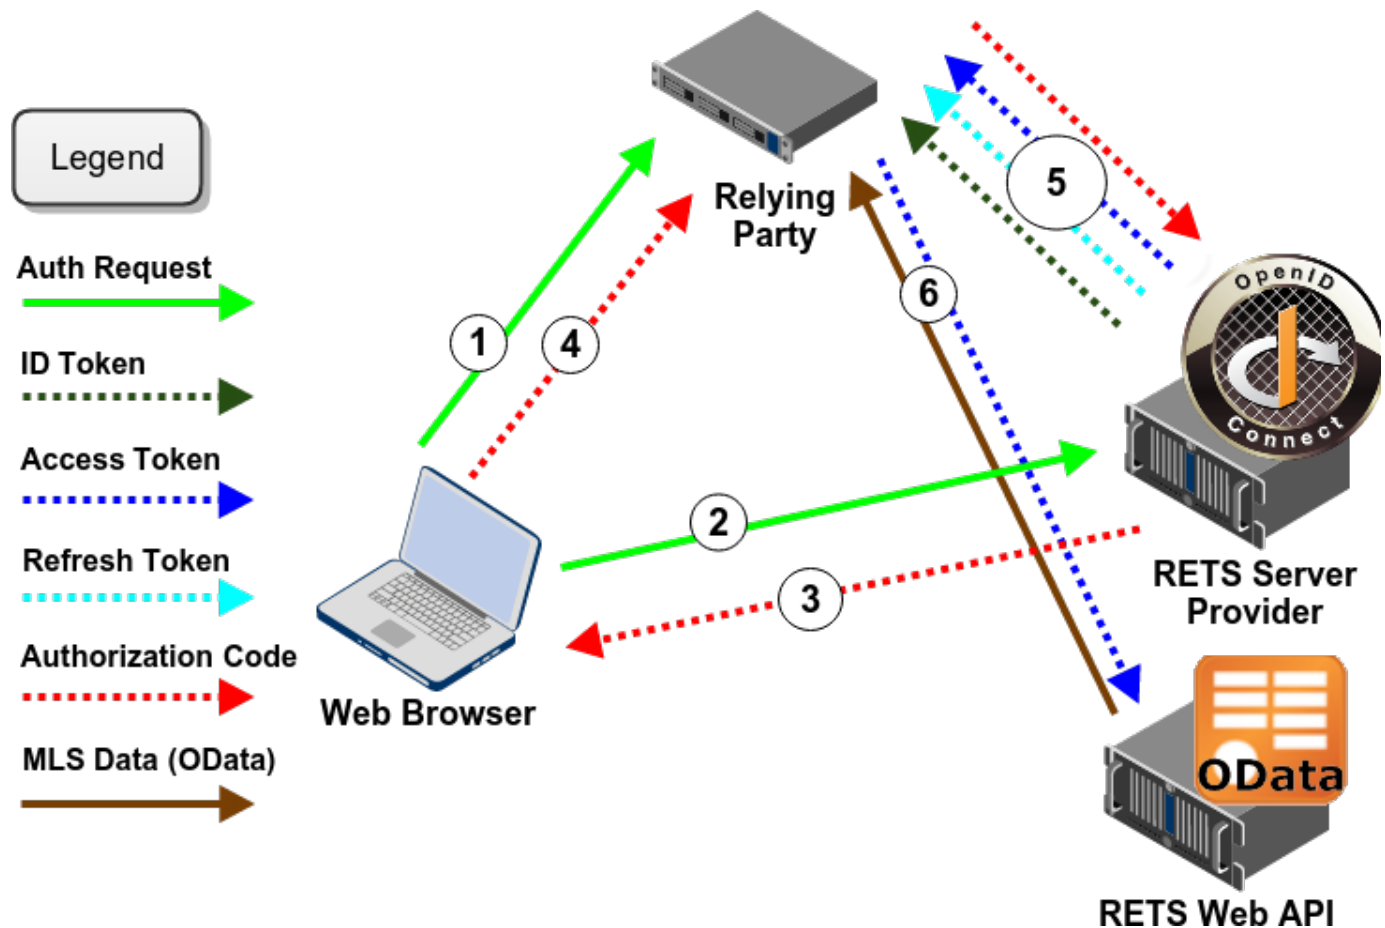 Legend
Auth Request
ID Token
Access Token
Refresh Token
Authorization Code
MLS Data (OData)
Relying
Party
1
4
5
6
2
3
OpenID
Connect
RETS Server
Provider
Web Browser
OData
RETS Web API